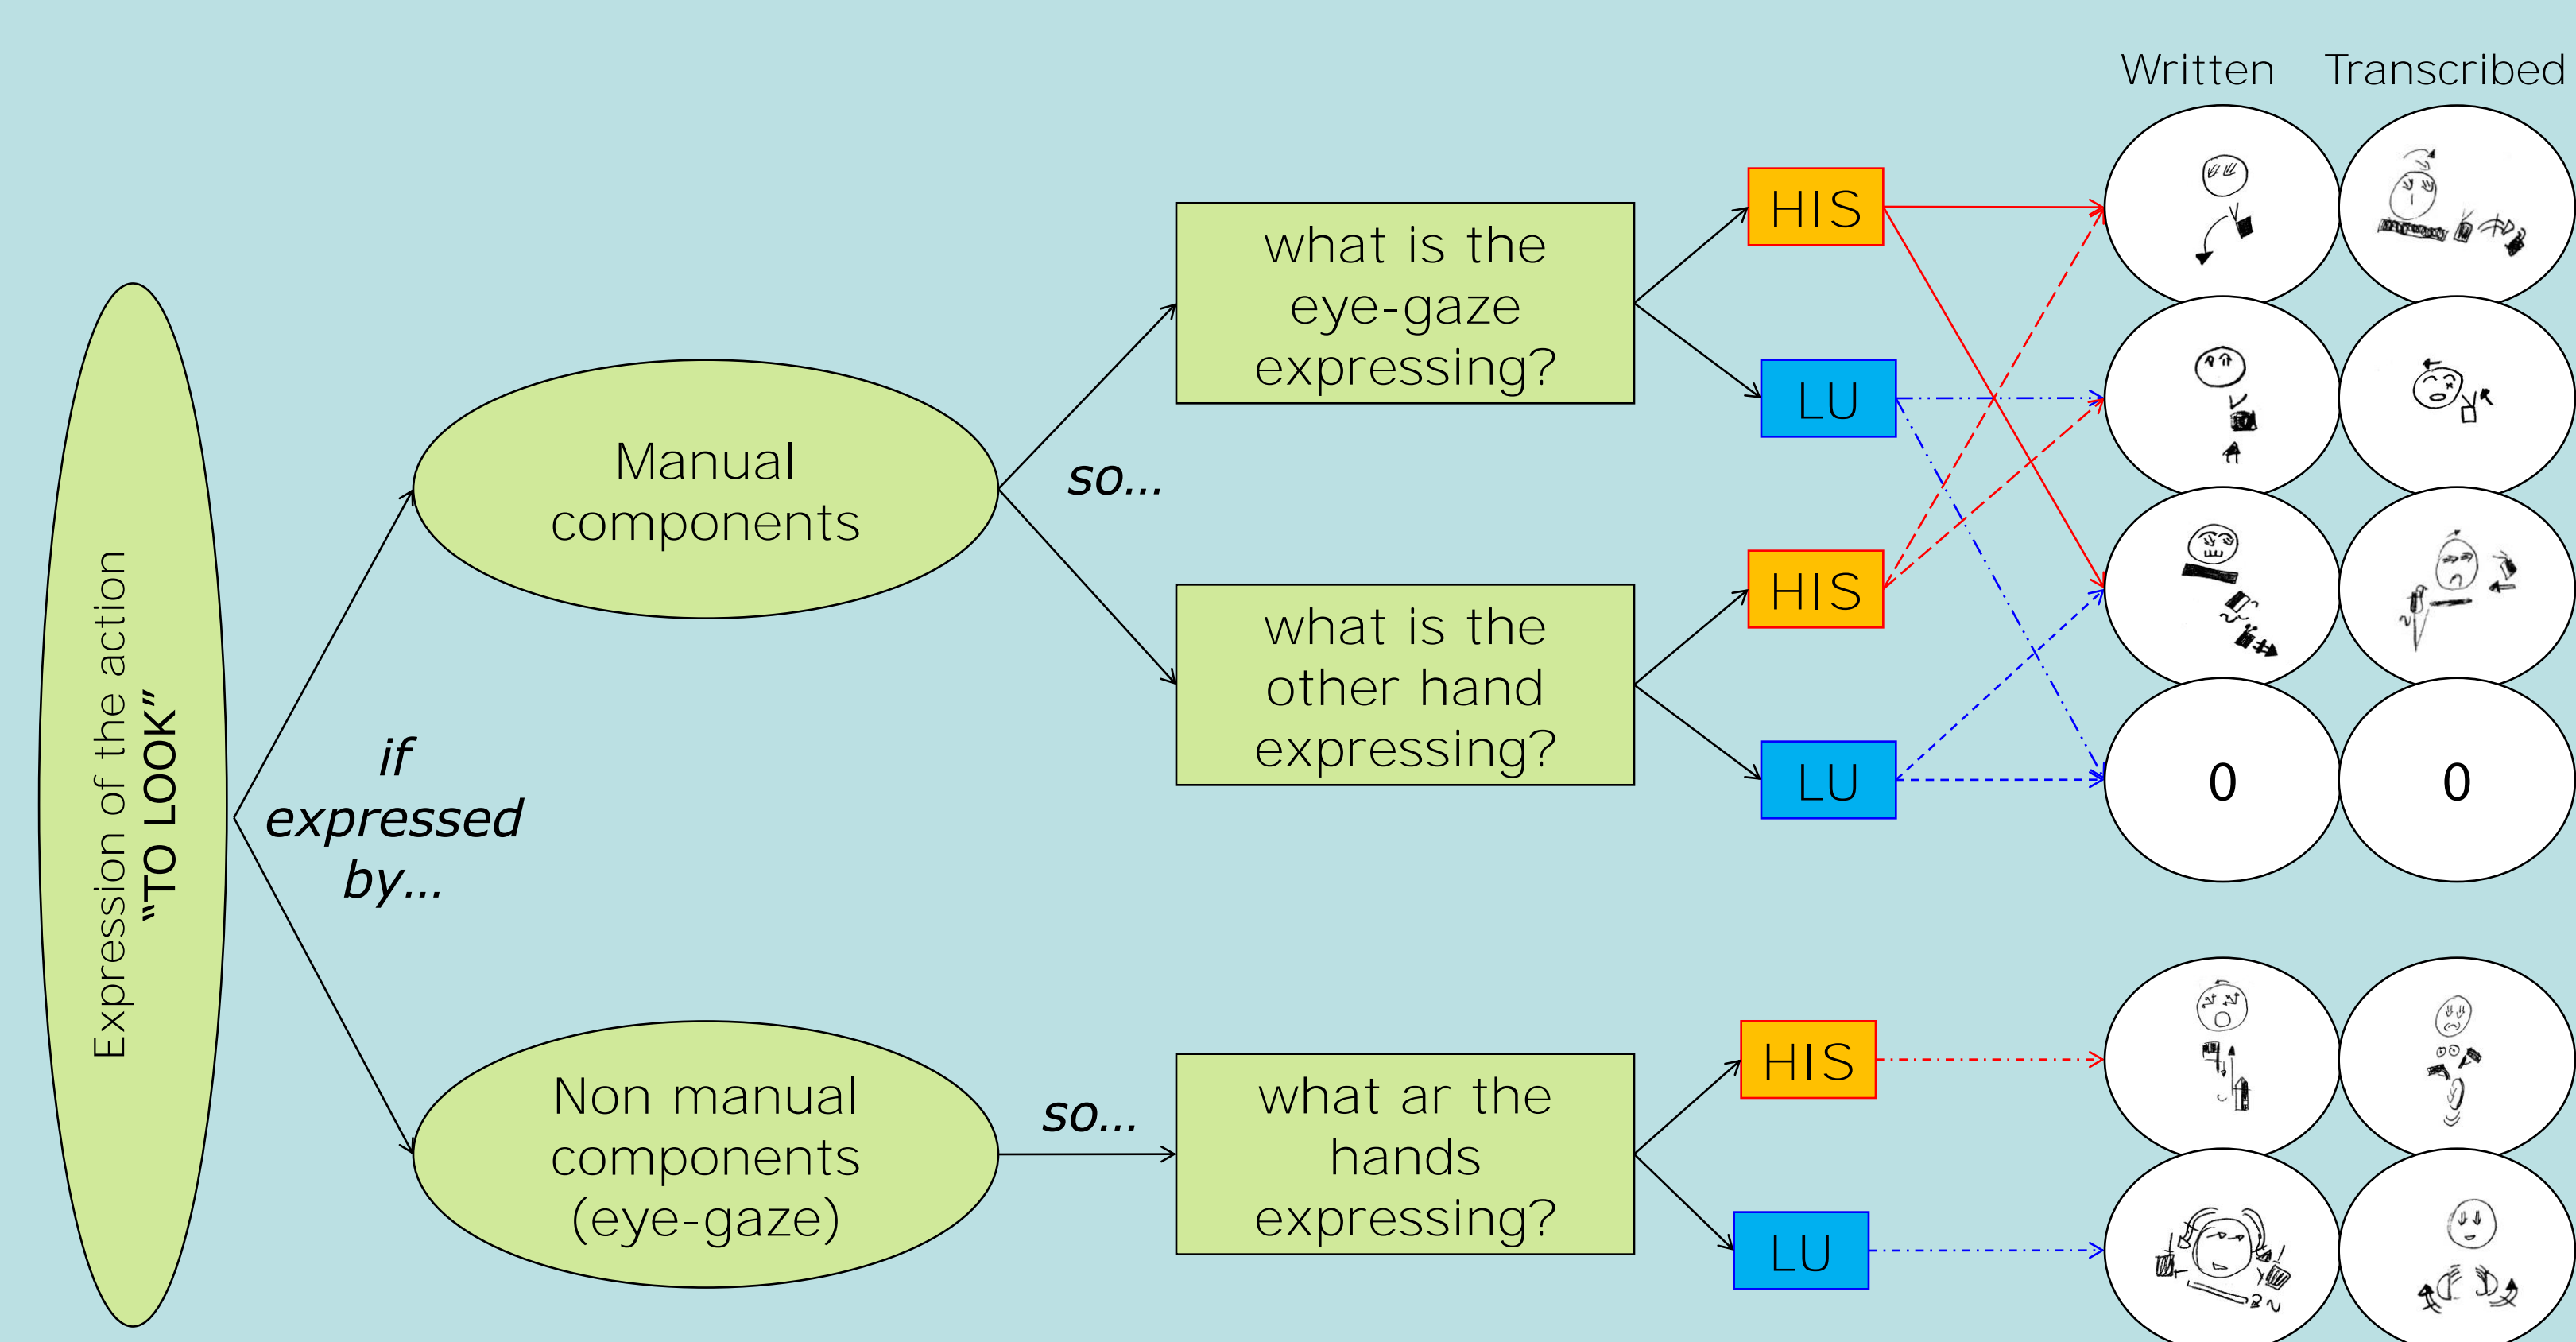 Written
Transcribed
Expression of the action
“TO LOOK”
if
expressed
by...
Manual
components
so...
what is the
eye-gaze
expressing?
HIS
LU
what is the
other hand
expressing?
HIS
LU
0
0
Non manual
components
(eye-gaze)
so...
what ar the
hands
expressing?
HIS
LU